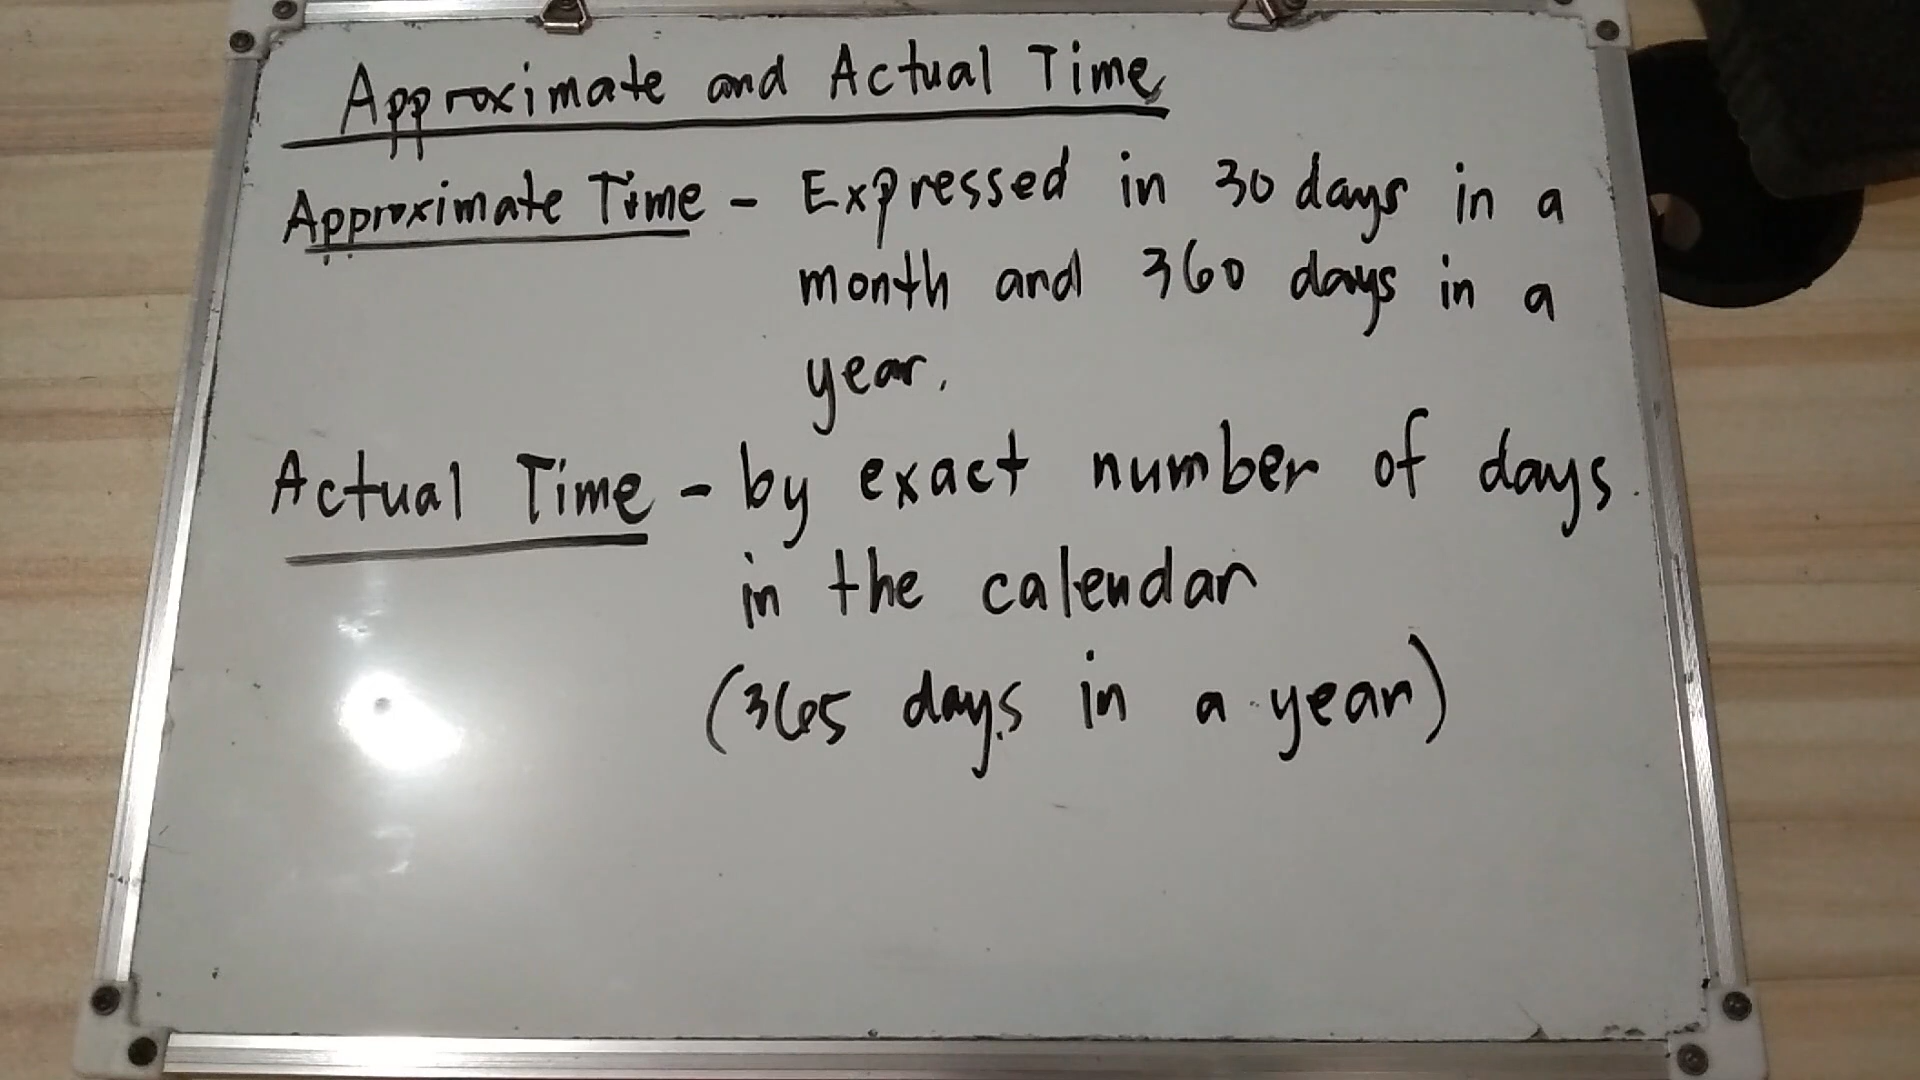 Approximate and Actual Time
Approximate Time - Expressed in 30 days in a
month and 360 days in a
year.
Actual Time - by exact number of days
in the calendar
(365 days in a year)